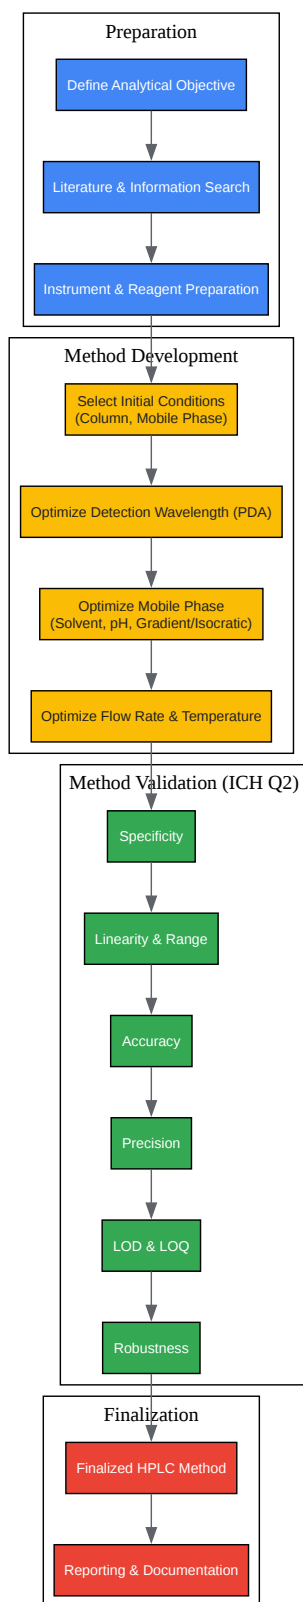 Preparation
Define Analytical Objective
Literature & Information Search
Instrument & Reagent Preparation
Method Development
Select Initial Conditions
(Column, Mobile Phase)
Optimize Detection Wavelength (PDA)
Optimize Mobile Phase
(Solvent, pH, Gradient/Isocratic)
Optimize Flow Rate & Temperature
Method Validation (ICH Q2)
Specificity
Linearity & Range
Accuracy
Precision
LOD & LOQ
Robustness
Finalization
Finalized HPLC Method
Reporting & Documentation